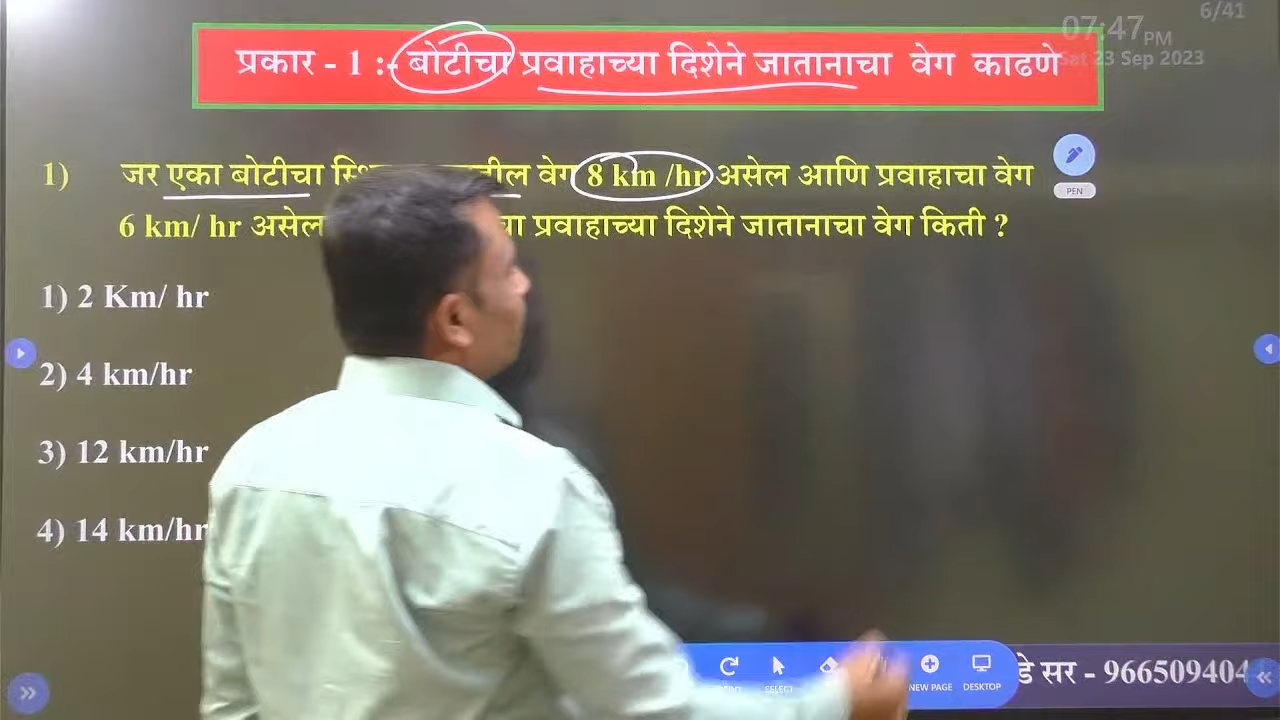 07:47 PM
6/41
Sat 23 Sep 2023
प्रकार - 1 :- बोटीचा प्रवाहाच्या दिशेने जातानाचा वेग काढणे
1) जर एका बोटीचा वेग 8 km /hr असेल आणि प्रवाहाचा वेग
6 km/ hr असेल प्रवाहाच्या दिशेने जातानाचा वेग किती ?
PEN
1) 2 Km/ hr
2) 4 km/hr
3) 12 km/hr
4) 14 km/hr
SELECT NEW PAGE DESKTOP
सर - 966509404